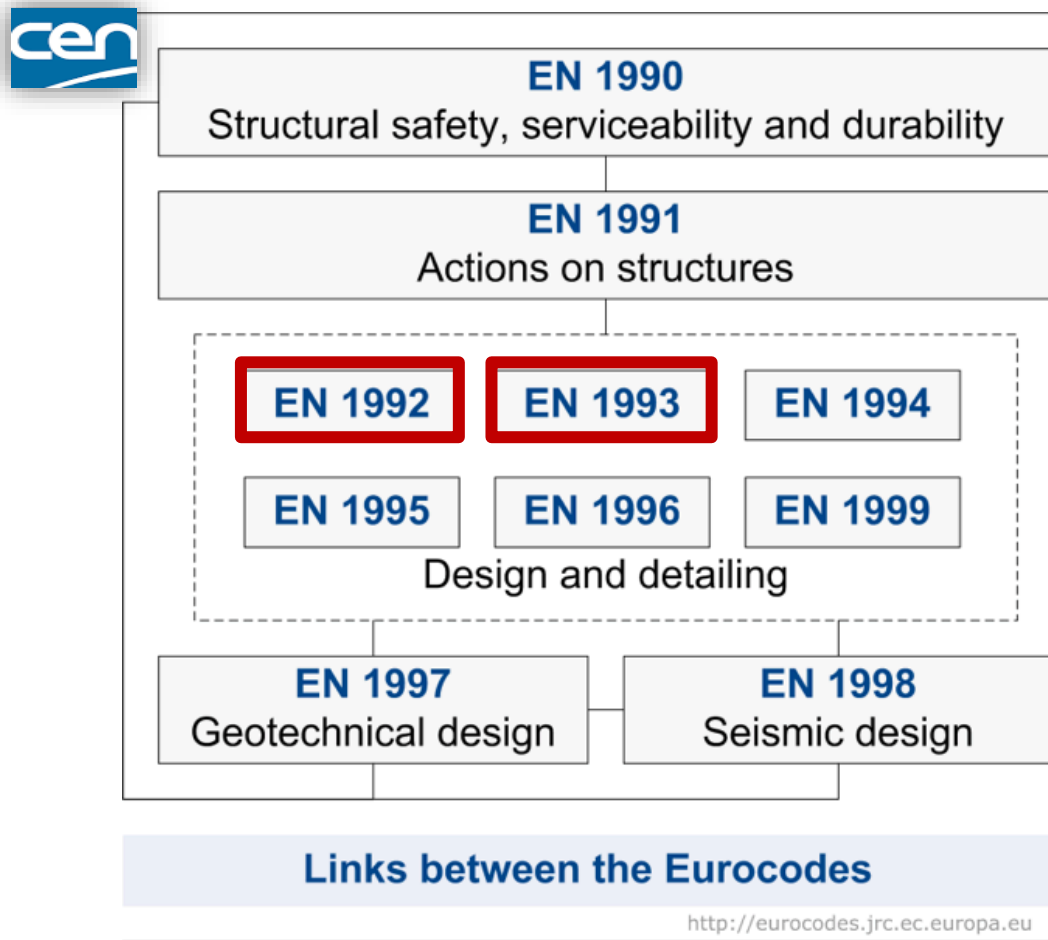 cen
EN 1990
Structural safety, serviceability and durability
EN 1991
Actions on structures
EN 1992 EN 1993 EN 1994
EN 1995 EN 1996 EN 1999
Design and detailing
EN 1997
Geotechnical design
EN 1998
Seismic design
Links between the Eurocodes
http://eurocodes.jrc.ec.europa.eu